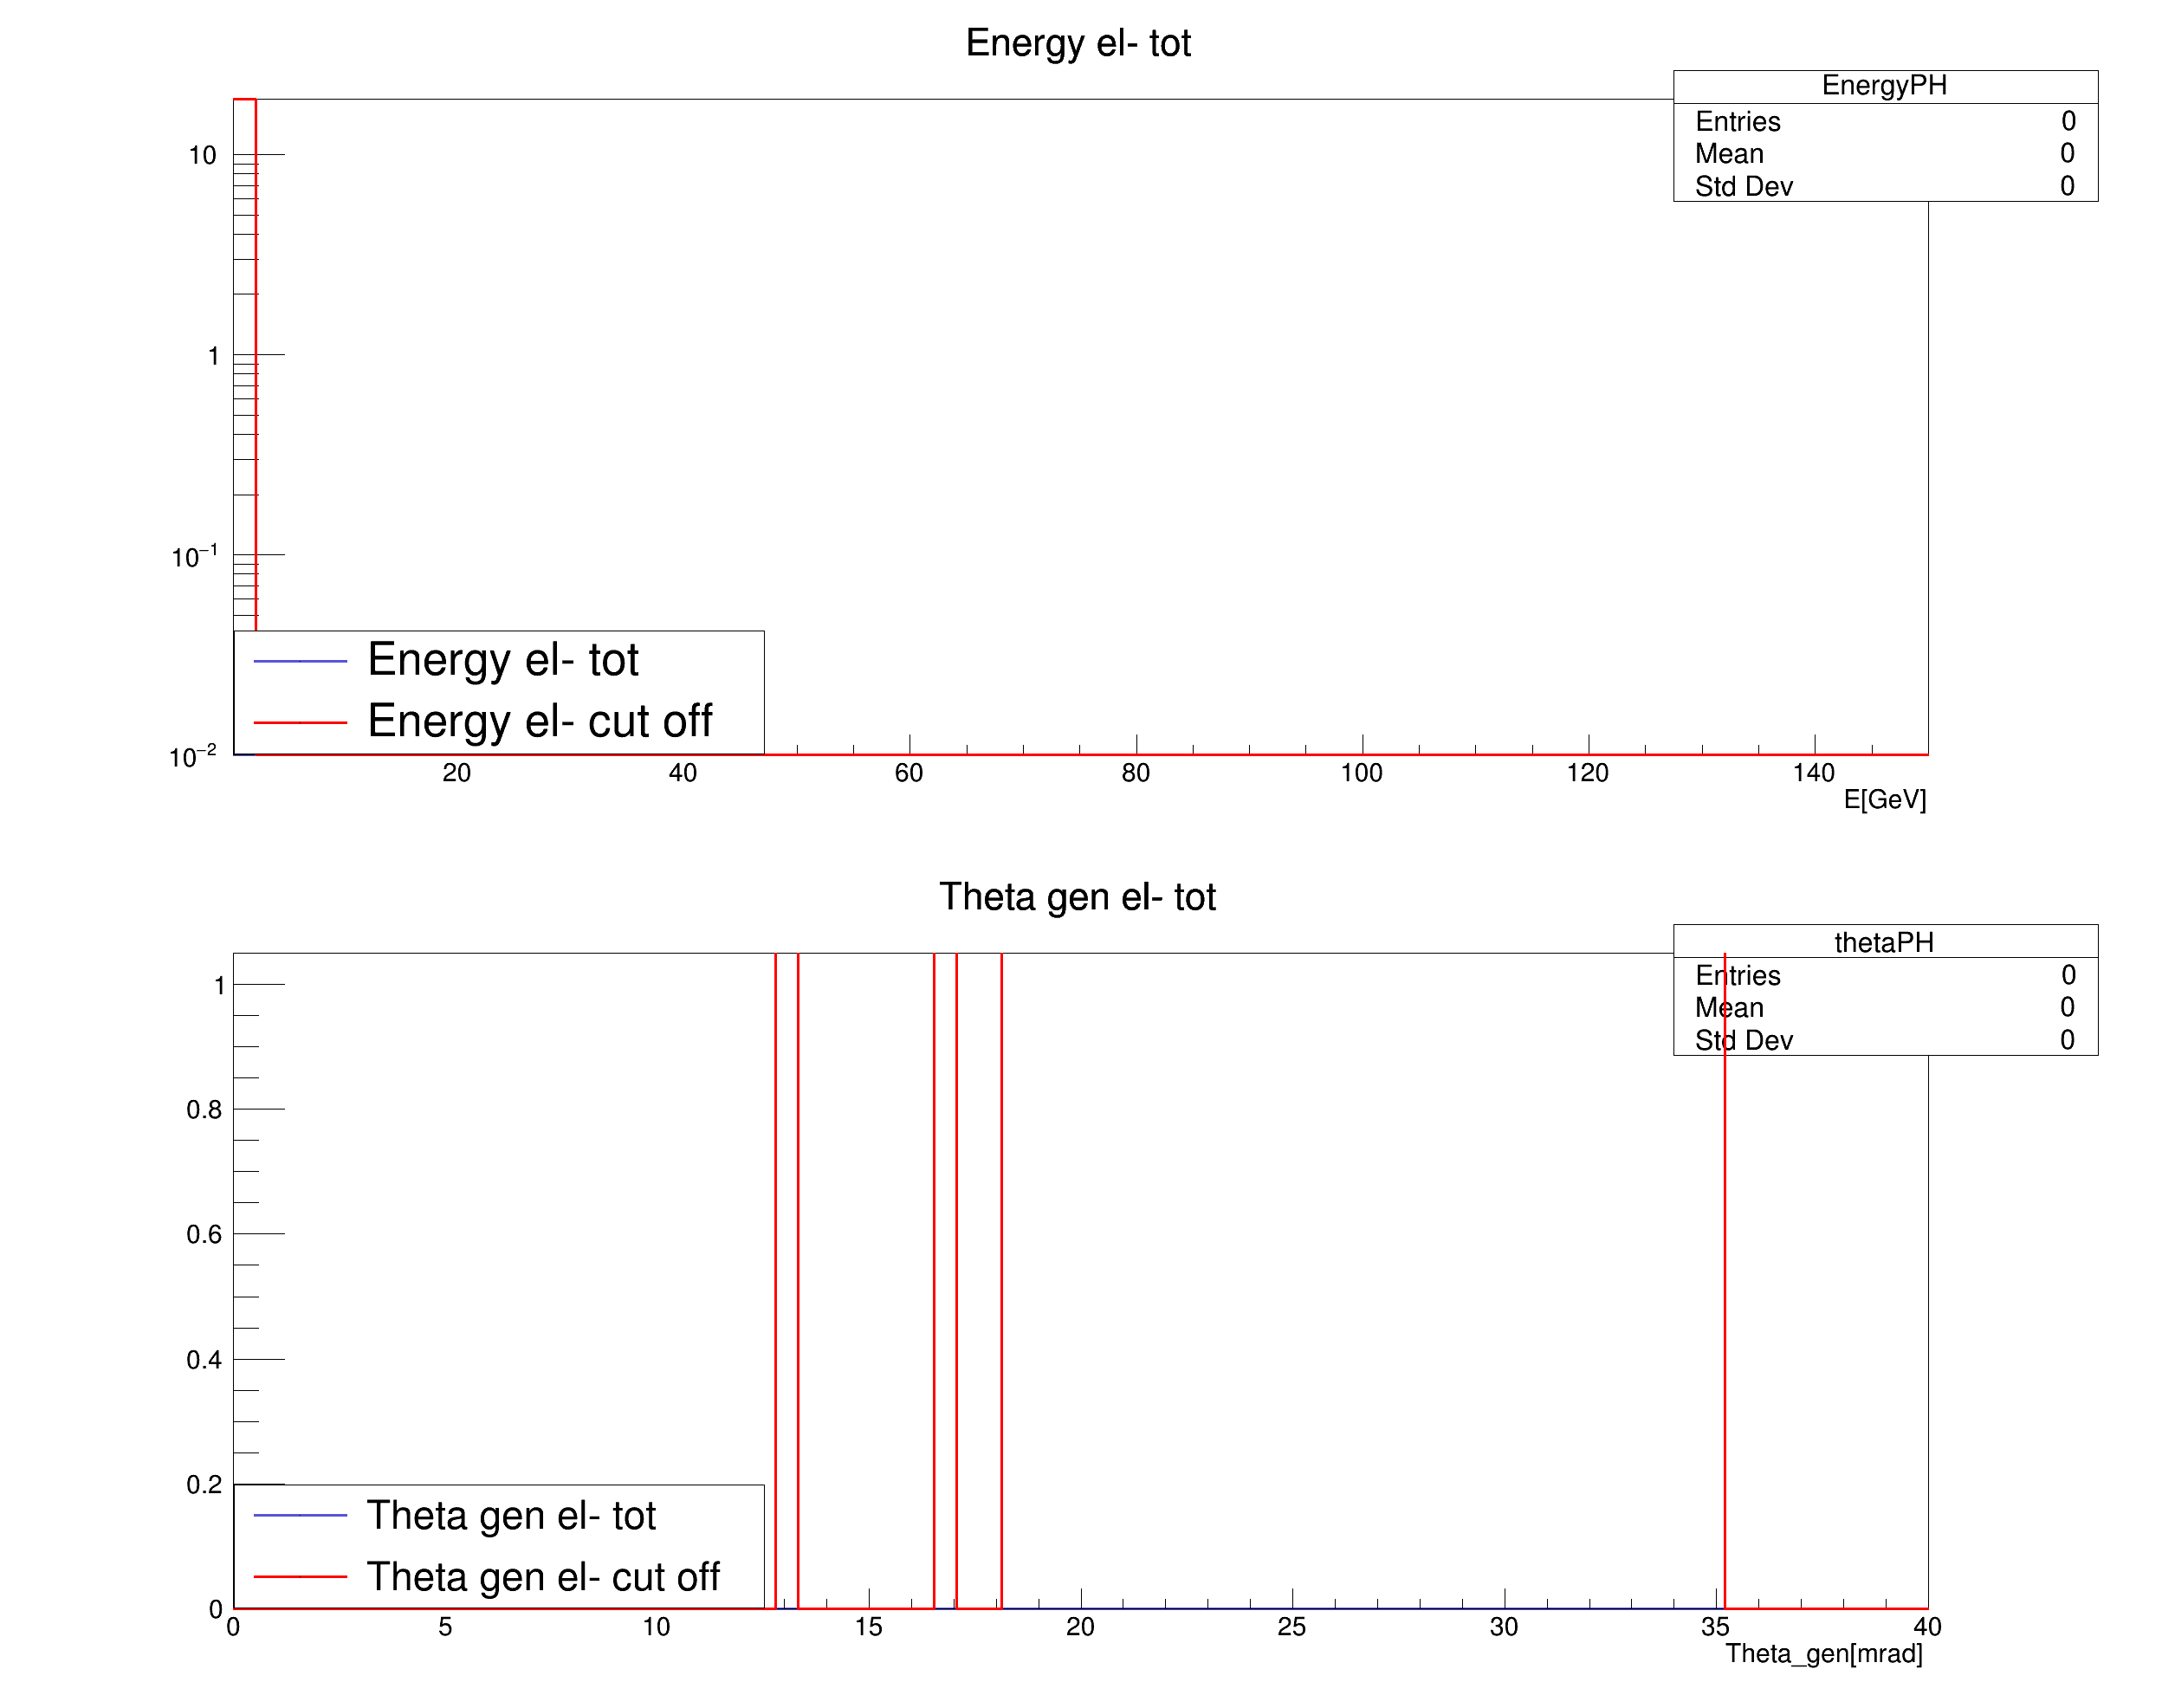 Energy el- tot
EnergyPH
Entries 0
Mean 0
Std Dev 0
10
1
10⁻¹
10⁻²
Energy el- tot
Energy el- cut off
20 40 60 80 100 120 140
E[GeV]
Theta gen el- tot
thetaPH
Entries 0
Mean 0
Std Dev 0
1
0.8
0.6
0.4
0.2
0
Theta gen el- tot
Theta gen el- cut off
0 5 10 15 20 25 30 35 40
Theta_gen[mrad]